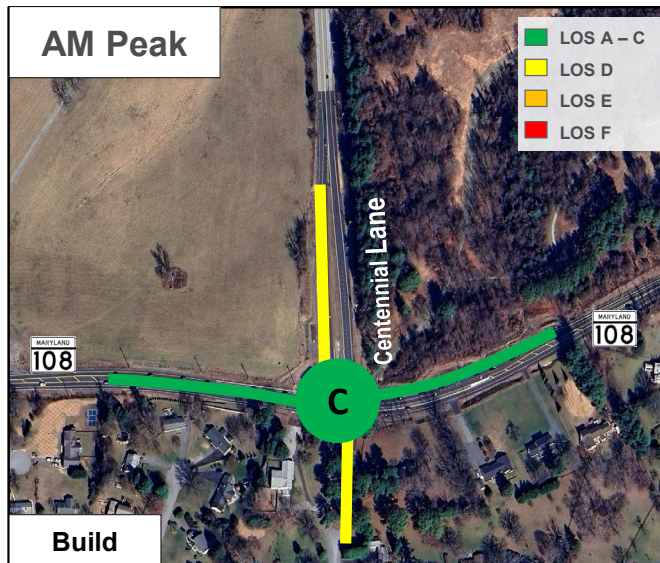 AM Peak
LOS A – C
LOS D
LOS E
LOS F
Centennial Lane
MARYLAND
108
MARYLAND
108
C
Build